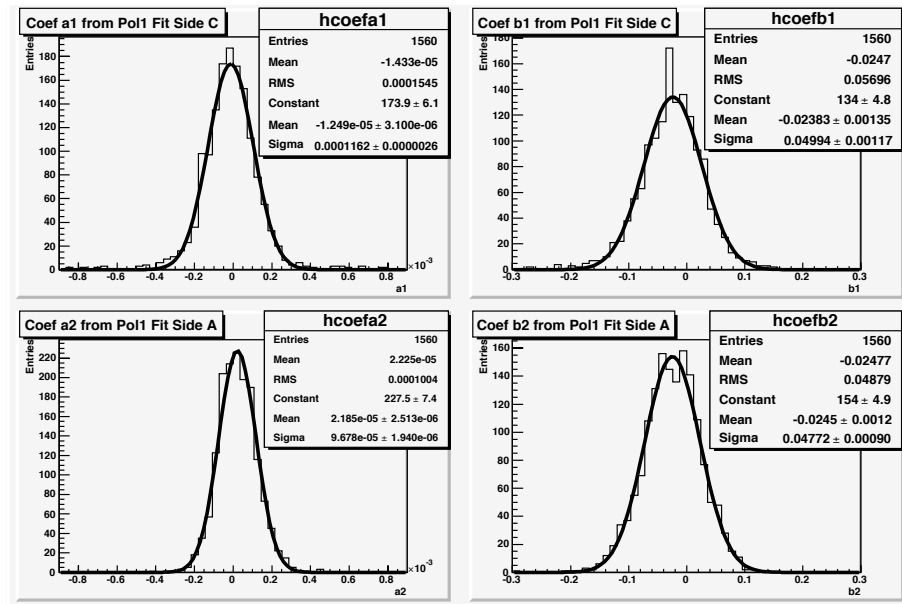 Coef a1 from Pol1 Fit Side C
hcoefa1
Entries 1560
Mean -1.433e-05
RMS 0.0001545
Constant 173.9 ± 6.1
Mean -1.249e-05 ± 3.100e-06
Sigma 0.0001162 ± 0.0000026
Entries
180
160
140
120
100
80
60
40
20
0
-0.8 -0.6 -0.4 -0.2 0 0.2 0.4 0.6 0.8
×10⁻³
a1
Coef b1 from Pol1 Fit Side C
hcoefb1
Entries 1560
Mean -0.0247
RMS 0.05696
Constant 134 ± 4.8
Mean -0.02383 ± 0.00135
Sigma 0.04994 ± 0.00117
Entries
180
160
140
120
100
80
60
40
20
0
-0.3 -0.2 -0.1 0 0.1 0.2 0.3
b1
Coef a2 from Pol1 Fit Side A
hcoefa2
Entries 1560
Mean 2.225e-05
RMS 0.0001004
Constant 227.5 ± 7.4
Mean 2.185e-05 ± 2.513e-06
Sigma 9.678e-05 ± 1.940e-06
Entries
220
200
180
160
140
120
100
80
60
40
20
0
-0.8 -0.6 -0.4 -0.2 0 0.2 0.4 0.6 0.8
×10⁻³
a2
Coef b2 from Pol1 Fit Side A
hcoefb2
Entries 1560
Mean -0.02477
RMS 0.04879
Constant 154 ± 4.9
Mean -0.0245 ± 0.0012
Sigma 0.04772 ± 0.00090
Entries
160
140
120
100
80
60
40
20
0
-0.3 -0.2 -0.1 0 0.1 0.2 0.3
b2